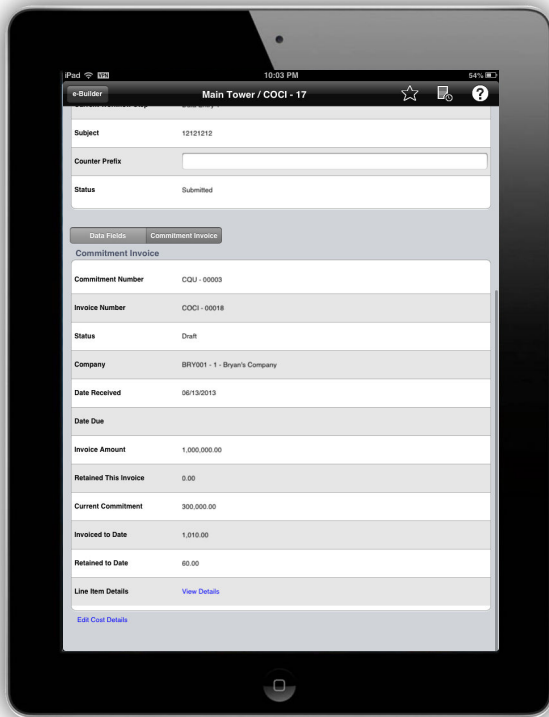 iPad VPN 10:03 PM 54%
e-Builder Main Tower / COCI - 17 ?
Subject 12121212
Counter Prefix
Status Submitted
Data Fields Commitment Invoice
Commitment Invoice
Commitment Number CQU - 00003
Invoice Number COCI - 00018
Status Draft
Company BRY001 - 1 - Bryan's Company
Date Received 06/13/2013
Date Due
Invoice Amount 1,000,000.00
Retained This Invoice 0.00
Current Commitment 300,000.00
Invoiced to Date 1,010.00
Retained to Date 60.00
Line Item Details View Details
Edit Cost Details